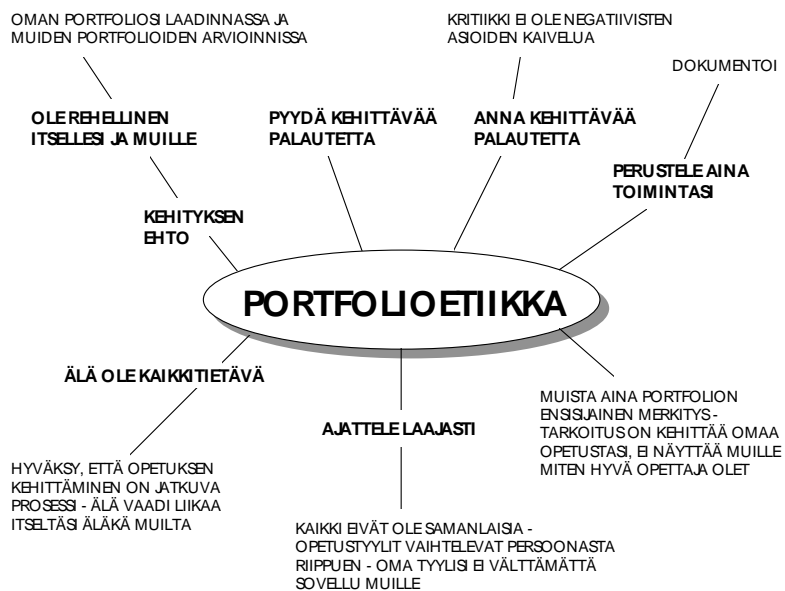 OMAN PORTFOLIOSI LAADINNASSA JA
MUIDEN PORTFOLIOIDEN ARVIOINNISSA
KRITIIKKI EI OLE NEGATIIVISTEN
ASIOIDEN KAIVELUA
DOKUMENTOI
OLE REHELLINEN
ITSELLESI JA MUILLE
PYYDÄ KEHITTÄVÄÄ
PALAUTETTA
ANNA KEHITTÄVÄÄ
PALAUTETTA
PERUSTELE AINA
TOIMINTASI
KEHITYKSEN
EHTO
PORTFOLIOETIIKKA
ÄLÄ OLE KAIKKITIETÄVÄ
AJATTELE LAAJASTI
MUISTA AINA PORTFOLION
ENSISIJAINEN MERKITYS -
TARKOITUS ON KEHITTÄÄ OMAA
OPETUSTASI, EI NÄYTTÄÄ MUILLE
MITEN HYVÄ OPETTAJA OLET
HYVÄKSY, ETTÄ OPETUKSEN
KEHITTÄMINEN ON JATKUVA
PROSESSI - ÄLÄ VAADI LIIKAA
ITSELTÄSI ÄLÄKÄ MUILTA
KAIKKI EIVÄT OLE SAMANLAISIA -
OPETUSTYYLIT VAIHTELEVAT PERSOONASTA
RIIPPUEN - OMA TYYLISI EI VÄLTTÄMÄTTÄ
SOVELLU MUILLE